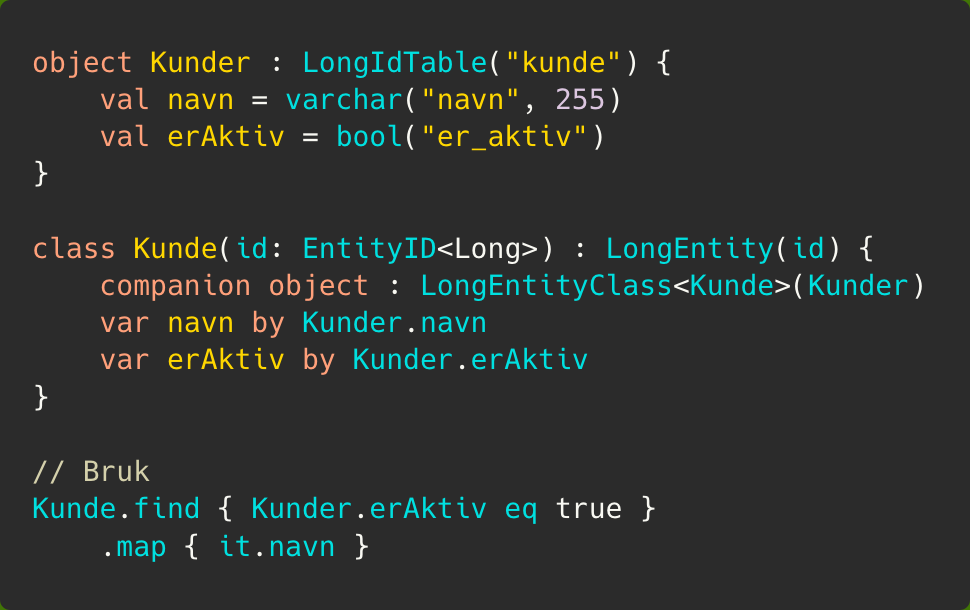 object Kunder : LongIdTable("kunde") {
    val navn = varchar("navn", 255)
    val erAktiv = bool("er_aktiv")
}

class Kunde(id: EntityID<Long>) : LongEntity(id) {
    companion object : LongEntityClass<Kunde>(Kunder)
    var navn by Kunder.navn
    var erAktiv by Kunder.erAktiv
}

// Bruk
Kunde.find { Kunder.erAktiv eq true }
    .map { it.navn }